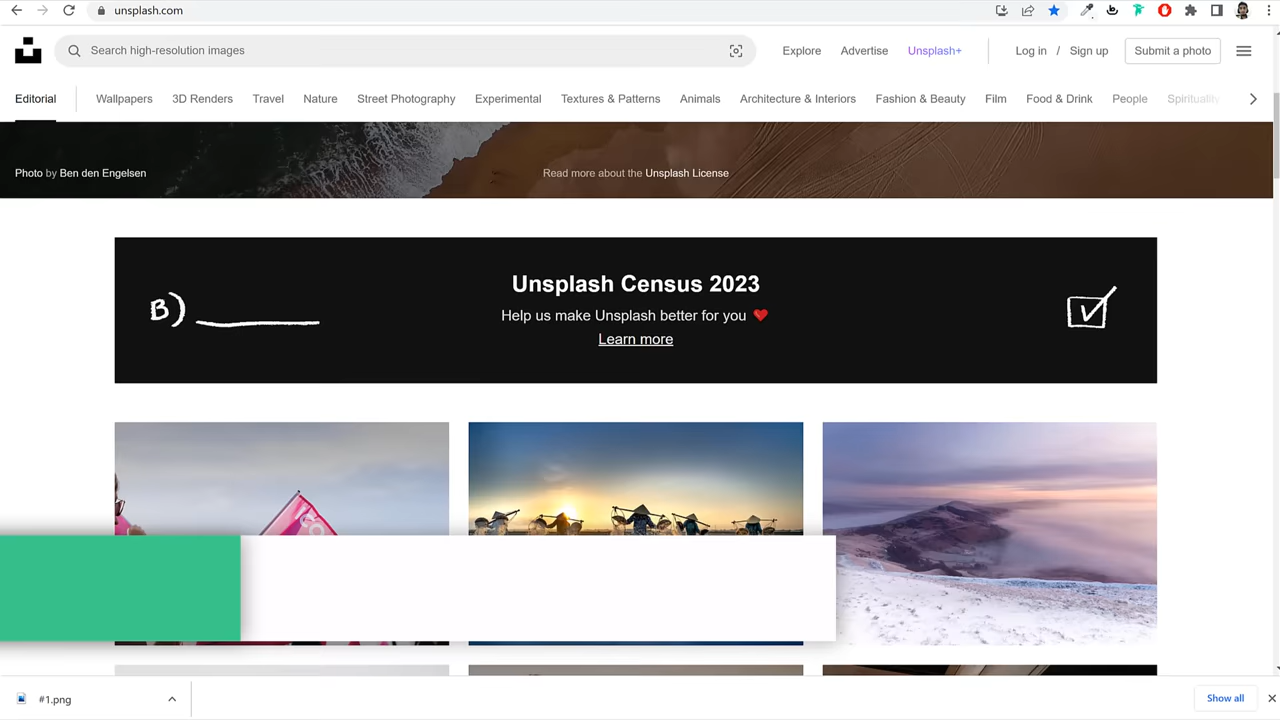 unsplash.com
Search high-resolution images
Explore Advertise Unsplash+ Log in / Sign up Submit a photo
Editorial Wallpapers 3D Renders Travel Nature Street Photography Experimental Textures & Patterns Animals Architecture & Interiors Fashion & Beauty Film Food & Drink People Spirituality
Photo by Ben den Engelsen
Read more about the Unsplash License
B)
Unsplash Census 2023
Help us make Unsplash better for you ❤
Learn more
#1.png
Show all